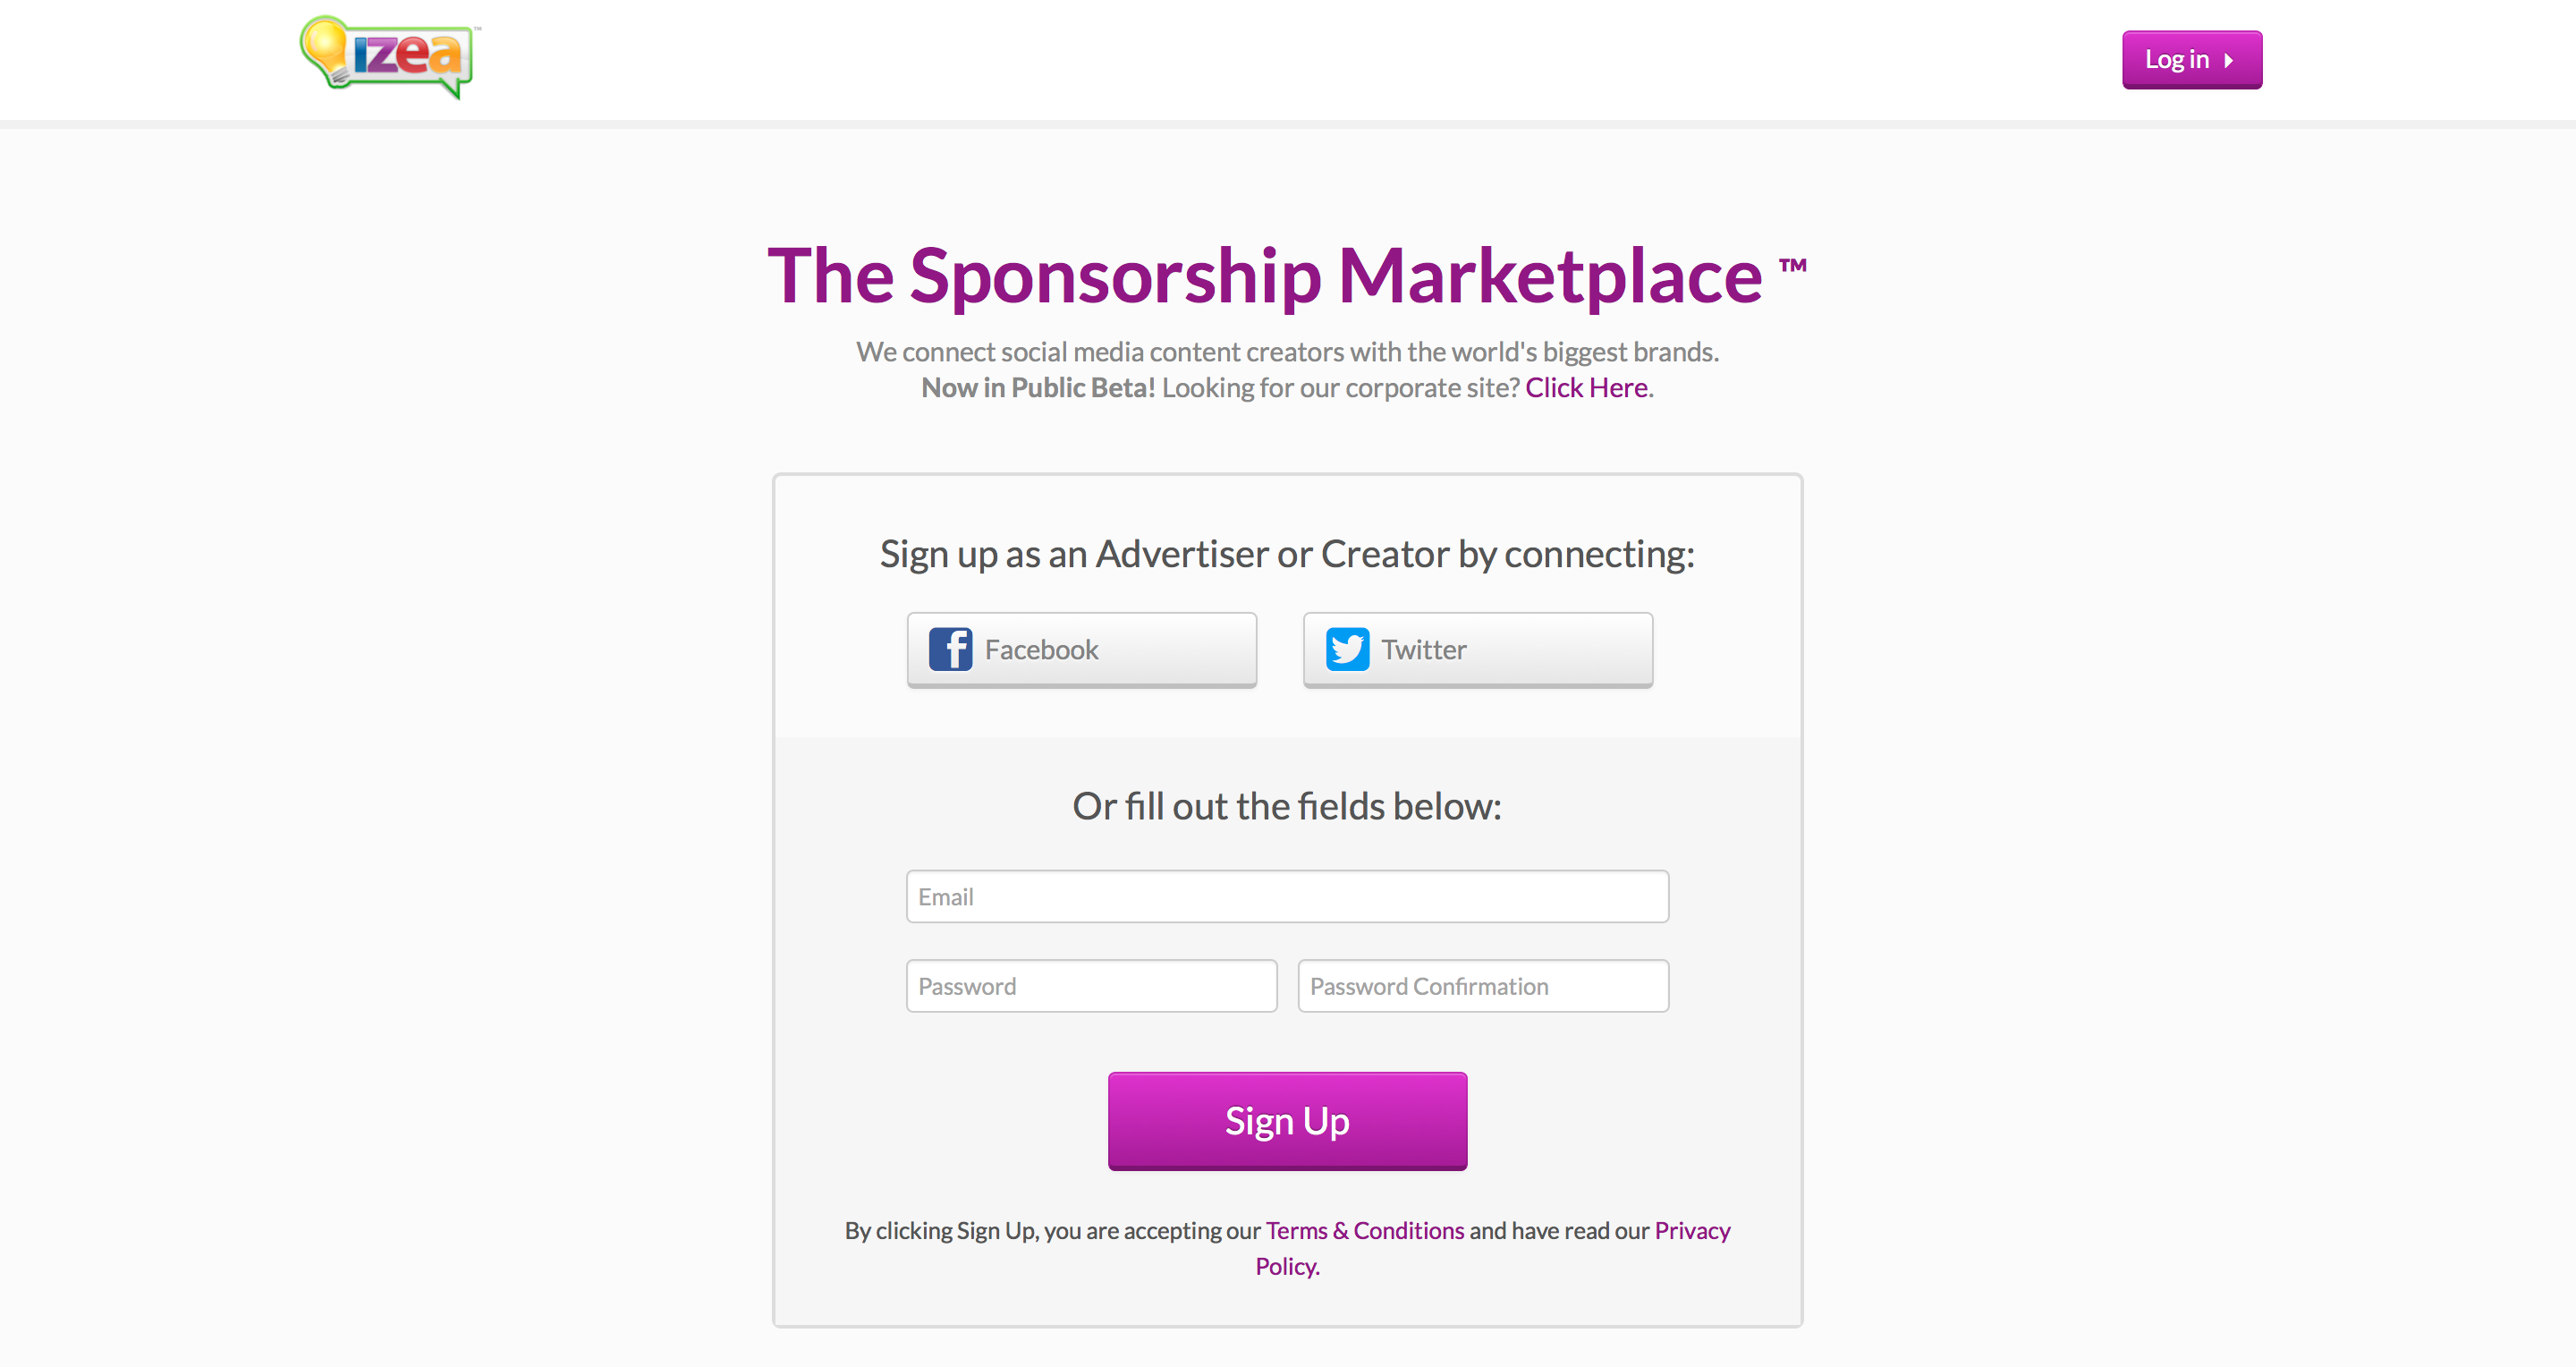 izea™
Log in
The Sponsorship Marketplace ™
We connect social media content creators with the world's biggest brands.
Now in Public Beta! Looking for our corporate site? Click Here.
Sign up as an Advertiser or Creator by connecting:
Facebook
Twitter
Or fill out the fields below:
Email
Password
Password Confirmation
Sign Up
By clicking Sign Up, you are accepting our Terms & Conditions and have read our Privacy
Policy.